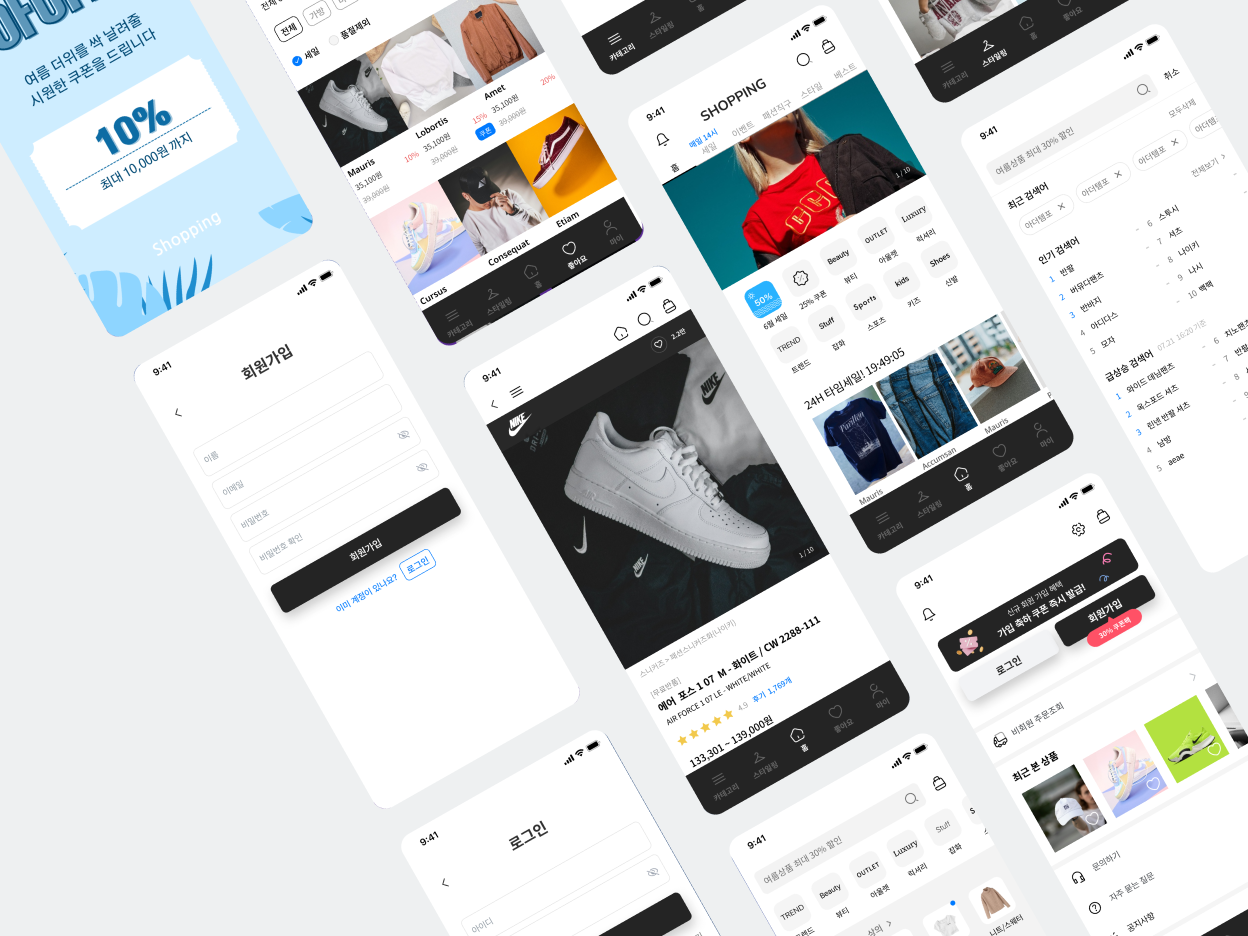 여름 더위를 싹 날려줄
시원한 쿠폰을 드립니다
10%
최대 10,000원 까지
Shopping
전체
가방
세일
품절제외
Mauris
35,100원
39,000원
Lobortis
10% 35,100원
39,000원
Amet
15% 35,100원
쿠폰 39,000원
20%
Cursus
Consequat
Etiam
카테고리
스타일링
홈
좋아요
마이
카테고리
스타일링
홈
좋아요
카테고리
스타일링
9:41
SHOPPING
홈
매일 14시
세일
이벤트
패션직구
스타일
베스트
1 / 10
50%
6월 세일
25% 쿠폰
Beauty
뷰티
OUTLET
아울렛
Luxury
럭셔리
TREND
트렌드
Stuff
잡화
Sports
스포츠
kids
키즈
Shoes
신발
24H 타임세일! 19:49:05
Mauris
Accumsan
Mauris
카테고리
스타일링
홈
좋아요
마이
9:41
여름상품 최대 30% 할인
취소
최근 검색어
모두삭제
아더템포
아더템포
아더템포
인기 검색어
전체보기
1 반팔
2 버뮤다팬츠
3 반바지
4 아디다스
5 모자
6 스투시
7 셔츠
8 나이키
9 나시
10 백팩
급상승 검색어
07.21 16:20 기준
1 와이드 데님팬츠
2 옥스포드 셔츠
3 린넨 반팔 셔츠
4 남방
5 aeae
6
7
8
9:41
회원가입
이름
이메일
비밀번호
비밀번호 확인
회원가입
이미 계정이 있나요?
로그인
9:41
2.2만
NIKE
NIKE
1 / 10
스니커즈 > 패션스니커즈화(나이키)
[무료반품]
에어 포스 1 07 M - 화이트 / CW 2288-111
AIR FORCE 1 07 LE - WHITE/WHITE
4.9 후기 1,769개
133,301 ~ 139,000원
카테고리
스타일링
홈
좋아요
마이
9:41
신규 회원 가입 혜택
가입 축하 쿠폰 즉시 발급!
로그인
회원가입
30% 쿠폰팩
비회원 주문조회
최근 본 상품
문의하기
자주 묻는 질문
공지사항
9:41
로그인
아이디
9:41
여름상품 최대 30% 할인
TREND
Beauty
뷰티
OUTLET
아울렛
Luxury
럭셔리
Stuff
잡화
상의
니트/스웨터